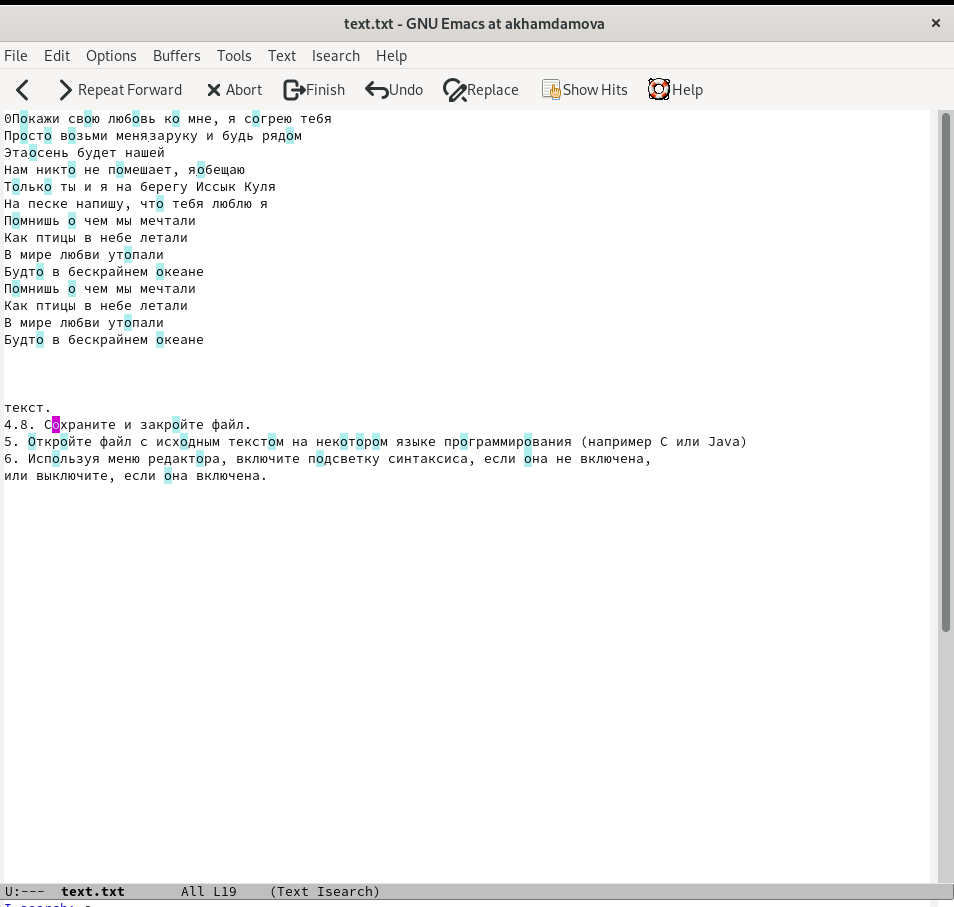 text.txt - GNU Emacs at akhamdamova
File Edit Options Buffers Tools Text Isearch Help
Repeat Forward Abort Finish Undo Replace Show Hits Help
0Покажи свою любовь ко мне, я согрею тебя
Просто возьми менязаруку и будь рядом
Этаосень будет нашей
Нам никто не помешает, яобещаю
Только ты и я на берегу Иссык Куля
На песке напишу, что тебя люблю я
Помнишь о чем мы мечтали
Как птицы в небе летали
В мире любви утопали
Будто в бескрайнем океане
Помнишь о чем мы мечтали
Как птицы в небе летали
В мире любви утопали
Будто в бескрайнем океане
текст.
4.8. Сохраните и закройте файл.
5. Откройте файл с исходным текстом на некотором языке программирования (например C или Java)
6. Используя меню редактора, включите подсветку синтаксиса, если она не включена,
или выключите, если она включена.
U:--- text.txt All L19 (Text Isearch)